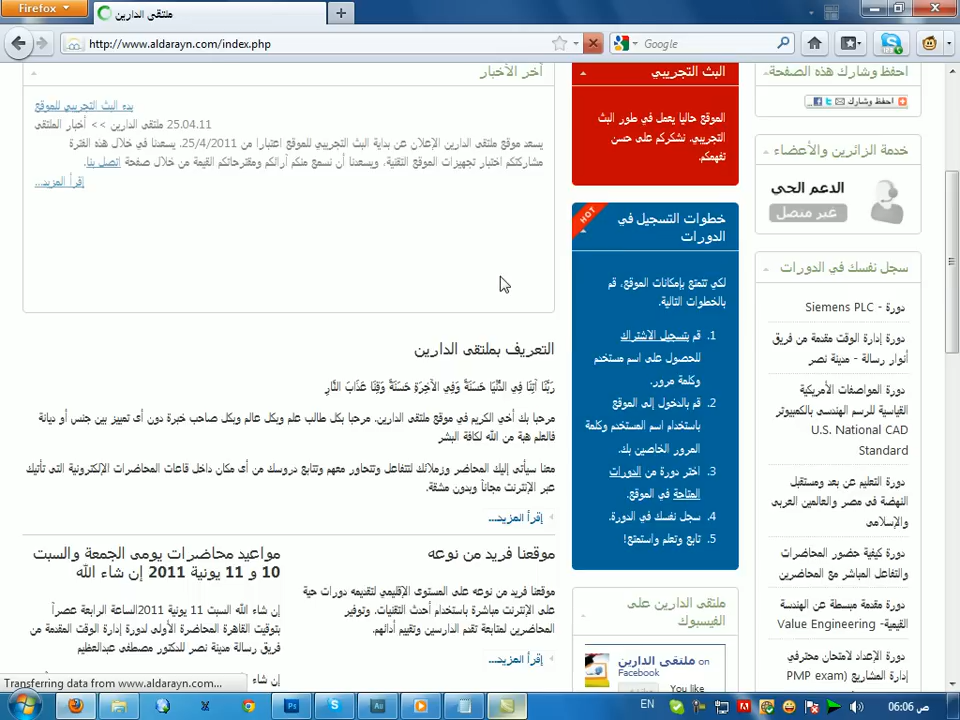 Firefox
ملتقى الدارين
http://www.aldarayn.com/index.php
Google
آخر الأخبار
بدء البث التجريبي للموقع
25.04.11 ملتقى الدارين >> أخبار الملتقى
يسعد موقع ملتقى الدارين الإعلان عن بداية البث التجريبي للموقع اعتبارا من 25/4/2011. يسعدنا في خلال هذه الفترة
مشاركتكم اختبار تجهيزات الموقع التقنية. ويسعدنا أن نسمع منكم آرائكم ومقترحاتكم القيمة من خلال صفحة اتصل بنا.
إقرأ المزيد...
التعريف بملتقى الدارين
رَبَّنَا آتِنَا فِي الدُّنْيَا حَسَنَةً وَفِي الآخِرَةِ حَسَنَةً وَقِنَا عَذَابَ النَّارِ
مرحبا بك أخي الكريم في موقع ملتقى الدارين. مرحبا بكل طالب علم وبكل عالم وبكل صاحب خبرة دون أى تمييز بين جنس أو ديانة
فالعلم هبة من الله لكافة البشر
معنا سيأتى إليك المحاضر وزملائك لتتفاعل وتتحاور معهم وتتابع دروسك من أى مكان داخل قاعات المحاضرات الإلكترونية التى تأتيك
عبر الإنترنت مجاناً وبدون مشقة.
إقرأ المزيد...
موقعنا فريد من نوعه
موقعنا فريد من نوعه على المستوى الإقليمي لتقديمه دورات حية
على الإنترنت مباشرة باستخدام أحدث التقنيات. وتوفير
المحاضرين لمتابعة تقدم الدارسين وتقييم أدائهم.
إقرأ المزيد...
مواعيد محاضرات يومى الجمعة والسبت
10 و 11 يونية 2011 إن شاء الله
إن شاء الله السبت 11 يونية 2011الساعة الرابعة عصراً
بتوقيت القاهرة المحاضرة الأولى لدورة إدارة الوقت المقدمة من
فريق رسالة مدينة نصر للدكتور مصطفى عبدالعظيم
البث التجريبي
الموقع حاليا يعمل في طور البث
التجريبي. نشكركم على حسن
تفهمكم.
HOT
خطوات التسجيل في
الدورات
لكي تتمتع بإمكانات الموقع، قم
بالخطوات التالية.
1. قم بتسجيل الاشتراك
للحصول على اسم مستخدم
وكلمة مرور.
2. قم بالدخول إلى الموقع
باستخدام اسم المستخدم وكلمة
المرور الخاصين بك.
3. اختر دورة من الدورات
المتاحة في الموقع.
4. سجل نفسك في الدورة.
5. تابع وتعلم واستمتع!
ملتقى الدارين على
الفيسبوك
ملتقى الدارين on
Facebook
You like
احفظ وشارك هذه الصفحة
احفظ وشارك
خدمة الزائرين والأعضاء
الدعم الحي
غير متصل
سجل نفسك في الدورات
دورة - Siemens PLC
دورة إدارة الوقت مقدمة من فريق
أنوار رسالة - مدينة نصر
دورة المواصفات الأمريكية
القياسية للرسم الهندسى بالكمبيوتر
U.S. National CAD
Standard
دورة التعليم عن بعد ومستقبل
النهضة فى مصر والعالمين العربى
والإسلامى
دورة كيفية حضور المحاضرات
والتفاعل المباشر مع المحاضرين
دورة مقدمة مبسطة عن الهندسة
القيمية- Value Engineering
دورة الإعداد لامتحان محترفي
إدارة المشاريع (PMP exam)
Transferring data from www.aldarayn.com...
EN
06:06 ص